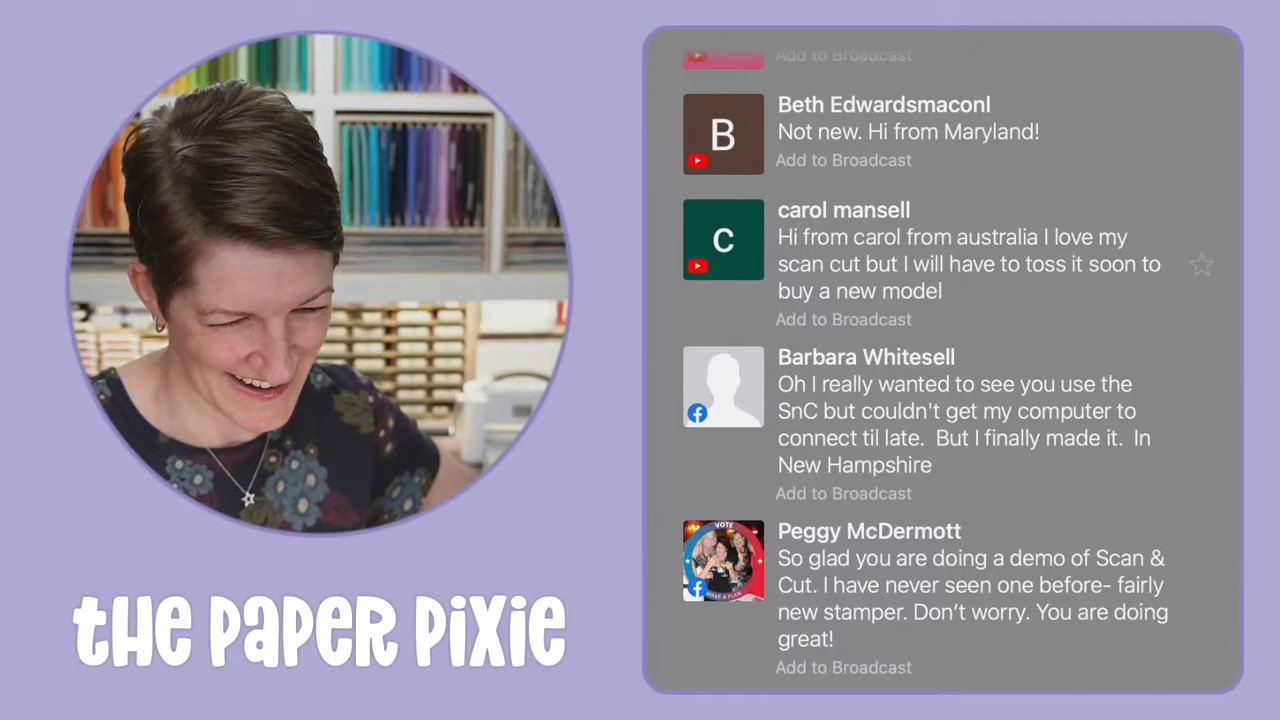 Add to Broadcast
B
Beth Edwardsmaconl
Not new. Hi from Maryland!
Add to Broadcast
C
carol mansell
Hi from carol from australia I love my
scan cut but I will have to toss it soon to
buy a new model
Add to Broadcast
Barbara Whitesell
Oh I really wanted to see you use the
SnC but couldn't get my computer to
connect til late.  But I finally made it.  In
New Hampshire
Add to Broadcast
VOTE
MAKE A PLAN
Peggy McDermott
So glad you are doing a demo of Scan &
Cut. I have never seen one before- fairly
new stamper. Don’t worry. You are doing
great!
Add to Broadcast
the PAPER PiXie